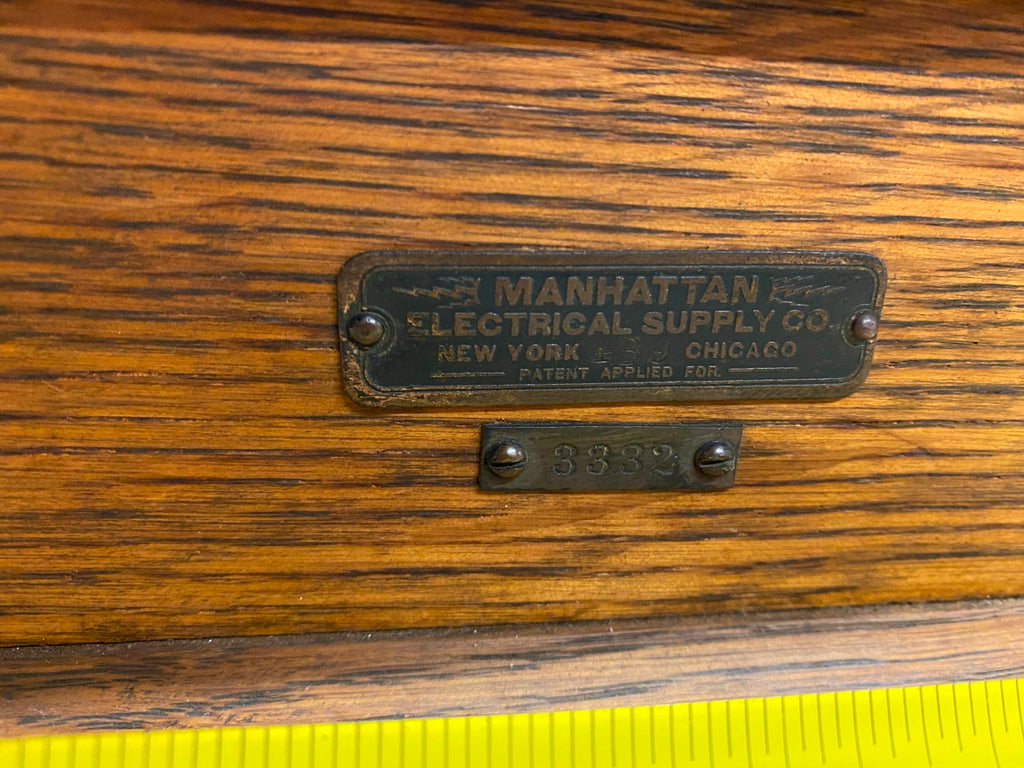 MANHATTAN
ELECTRICAL SUPPLY CO.
NEW YORK CHICAGO
PATENT APPLIED FOR.
3332